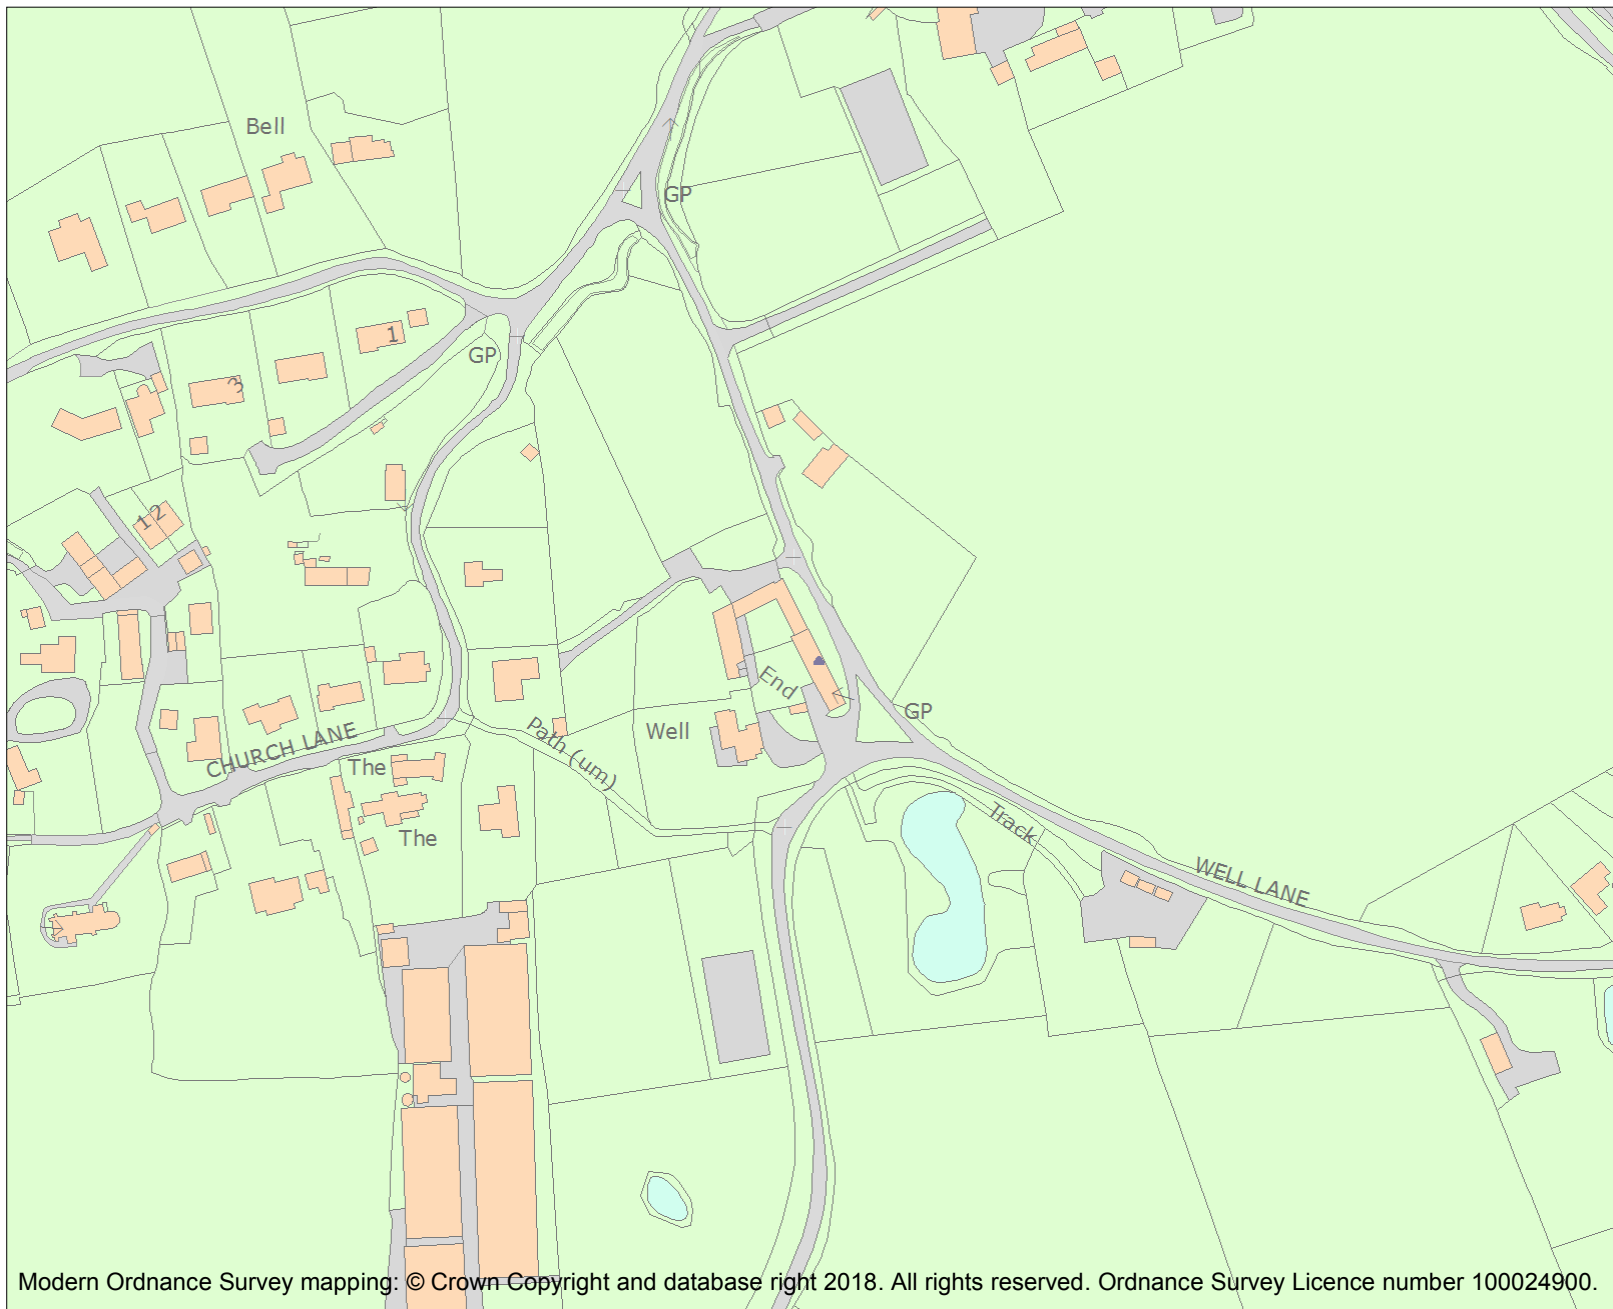 Bell
GP
1
GP
3
1 2
End
GP
Well
Path (um)
CHURCH LANE
The
The
Track
WELL LANE
Modern Ordnance Survey mapping: © Crown Copyright and database right 2018. All rights reserved. Ordnance Survey Licence number 100024900.